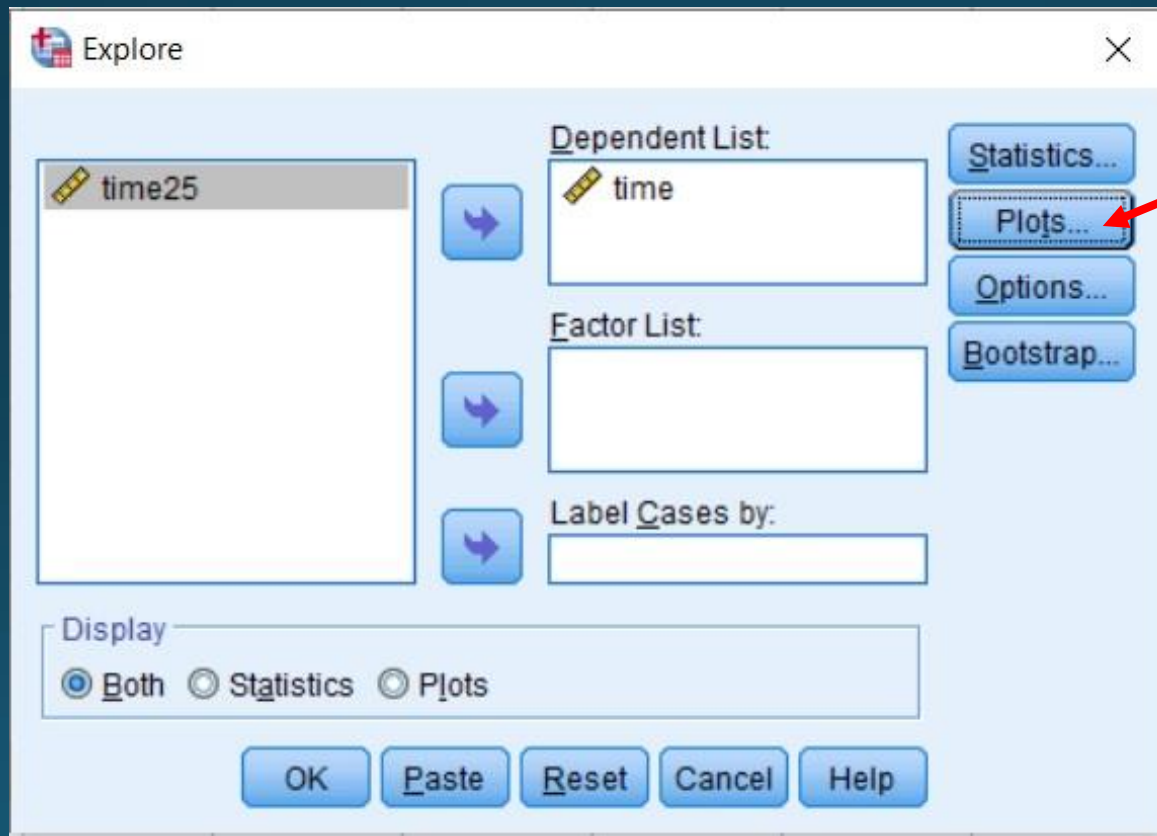 Explore
Dependent List:
time25
time
Statistics...
Plots...
Options...
Factor List:
Bootstrap...
Label Cases by:
Display
Both Statistics Plots
OK Paste Reset Cancel Help